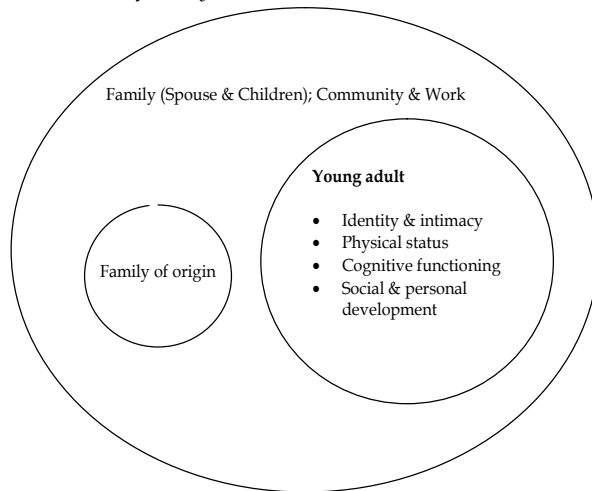 Family (Spouse & Children); Community & Work
Young adult
• Identity & intimacy
• Physical status
• Cognitive functioning
• Social & personal
development
Family of origin